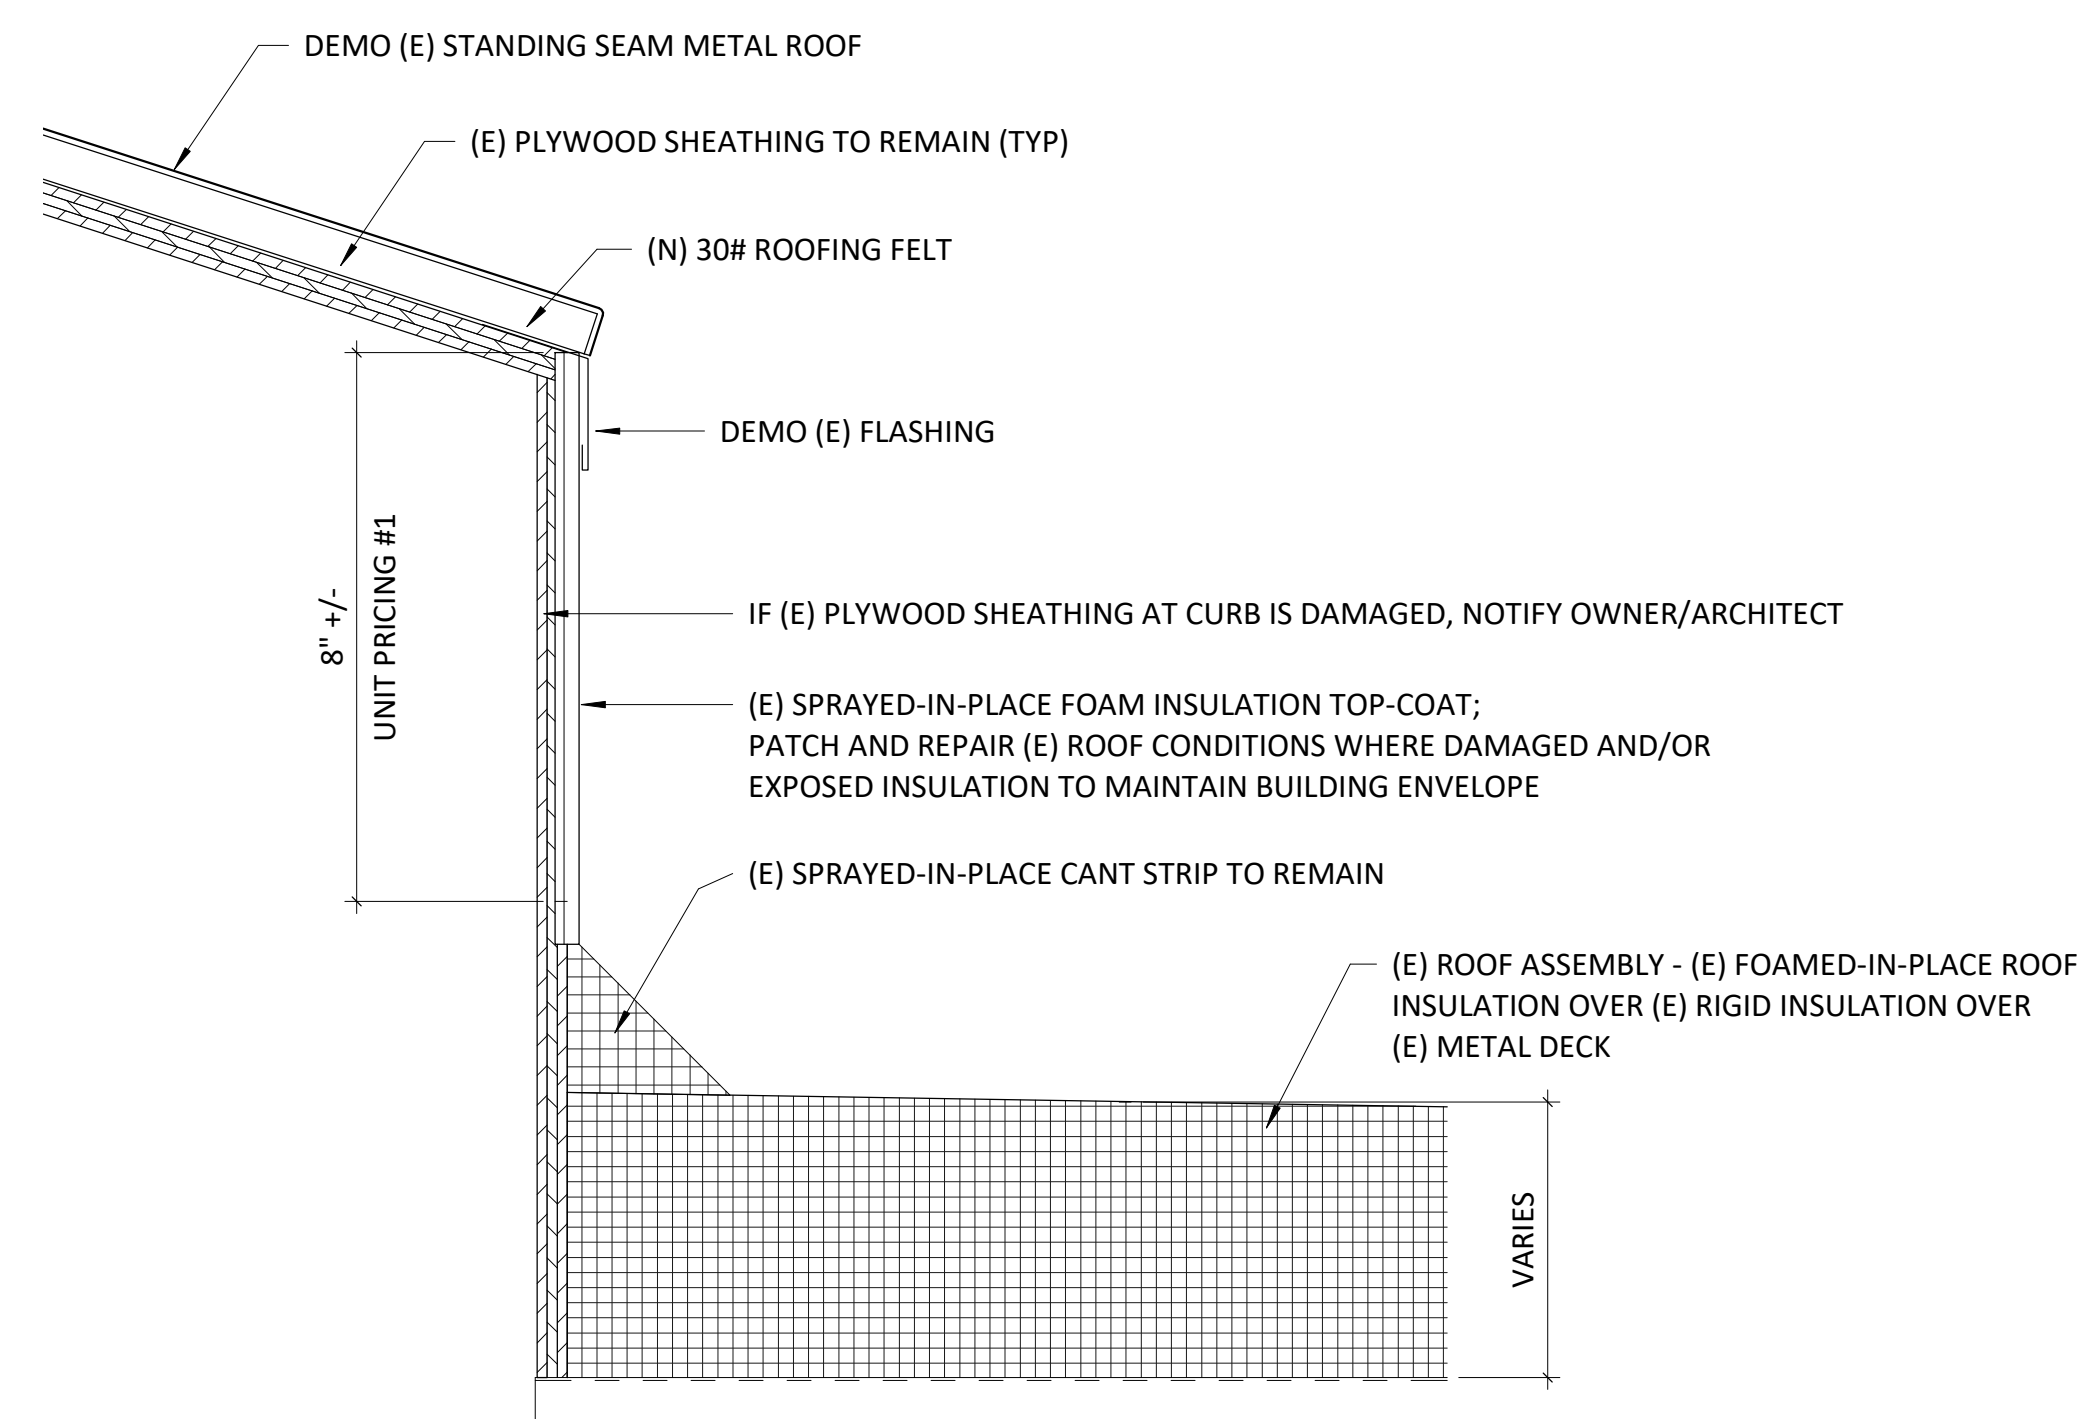 DEMO (E) STANDING SEAM METAL ROOF
(E) PLYWOOD SHEATHING TO REMAIN (TYP)
(N) 30# ROOFING FELT
DEMO (E) FLASHING
8" +/-
UNIT PRICING #1
IF (E) PLYWOOD SHEATHING AT CURB IS DAMAGED, NOTIFY OWNER/ARCHITECT
(E) SPRAYED-IN-PLACE FOAM INSULATION TOP-COAT;
PATCH AND REPAIR (E) ROOF CONDITIONS WHERE DAMAGED AND/OR
EXPOSED INSULATION TO MAINTAIN BUILDING ENVELOPE
(E) SPRAYED-IN-PLACE CANT STRIP TO REMAIN
(E) ROOF ASSEMBLY - (E) FOAMED-IN-PLACE ROOF
INSULATION OVER (E) RIGID INSULATION OVER
(E) METAL DECK
VARIES